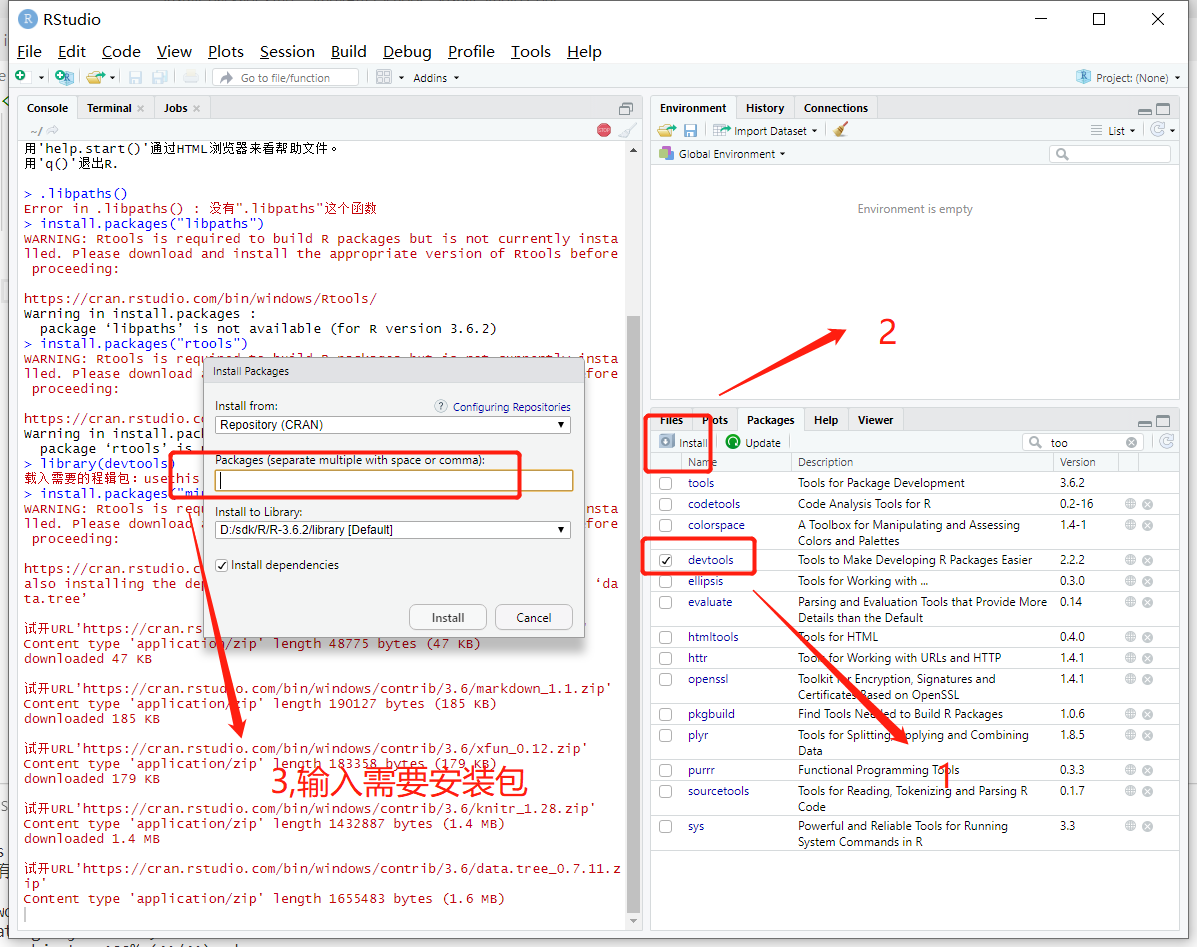 RStudio
File Edit Code View Plots Session Build Debug Profile Tools Help
Go to file/function Addins Project: (None)
Console Terminal Jobs
~/
用'help.start()'通过HTML浏览器来看帮助文件。
用'q()'退出R.
> .libpaths()
Error in .libpaths() : 没有".libpaths"这个函数
> install.packages("libpaths")
WARNING: Rtools is required to build R packages but is not currently insta
lled. Please download and install the appropriate version of Rtools before
proceeding:
https://cran.rstudio.com/bin/windows/Rtools/
Warning in install.packages :
package ‘libpaths’ is not available (for R version 3.6.2)
> install.packages("rtools")
WARNING: Rtools is required to build R packages but is not currently insta
lled. Please download
fore
proceeding:
https://cran.rstudio.co
Warning in install.pack
package ‘rtools’ is
> library(devtools)
载入需要的程辑包：usethis
> install.packages("mi
WARNING: Rtools is requ
insta
lled. Please download
fore
proceeding:
https://cran.rstudio.co
also installing the de
‘da
ta.tree’
试开URL'https://cran.rs
Content type 'application/zip' length 48775 bytes (47 KB)
downloaded 47 KB
试开URL'https://cran.rstudio.com/bin/windows/contrib/3.6/markdown_1.1.zip'
Content type 'application/zip' length 190127 bytes (185 KB)
downloaded 185 KB
试开URL'https://cran.rstudio.com/bin/windows/contrib/3.6/xfun_0.12.zip'
Content type 'application/zip' length 183358 bytes (179 KB)
downloaded 179 KB
试开URL'https://cran.rstudio.com/bin/windows/contrib/3.6/knitr_1.28.zip'
Content type 'application/zip' length 1432887 bytes (1.4 MB)
downloaded 1.4 MB
试开URL'https://cran.rstudio.com/bin/windows/contrib/3.6/data.tree_0.7.11.z
ip'
Content type 'application/zip' length 1655483 bytes (1.6 MB)
3,输入需要安装包
Install Packages
Install from: ? Configuring Repositories
Repository (CRAN)
Packages (separate multiple with space or comma):
Install to Library:
D:/sdk/R/R-3.6.2/library [Default]
Install dependencies
Install Cancel
Environment History Connections
Import Dataset List
Global Environment
Environment is empty
2
Files Plots Packages Help Viewer
Install Update too
Name Description Version
tools Tools for Package Development 3.6.2
codetools Code Analysis Tools for R 0.2-16
colorspace A Toolbox for Manipulating and Assessing 1.4-1
Colors and Palettes
devtools Tools to Make Developing R Packages Easier 2.2.2
ellipsis Tools for Working with ... 0.3.0
evaluate Parsing and Evaluation Tools that Provide More 0.14
Details than the Default
htmltools Tools for HTML 0.4.0
httr Tools for Working with URLs and HTTP 1.4.1
openssl Toolkit for Encryption, Signatures and 1.4.1
Certificates Based on OpenSSL
pkgbuild Find Tools Needed to Build R Packages 1.0.6
plyr Tools for Splitting, Applying and Combining 1.8.5
Data
purrr Functional Programming Tools 0.3.3
1
sourcetools Tools for Reading, Tokenizing and Parsing R 0.1.7
Code
sys Powerful and Reliable Tools for Running 3.3
System Commands in R